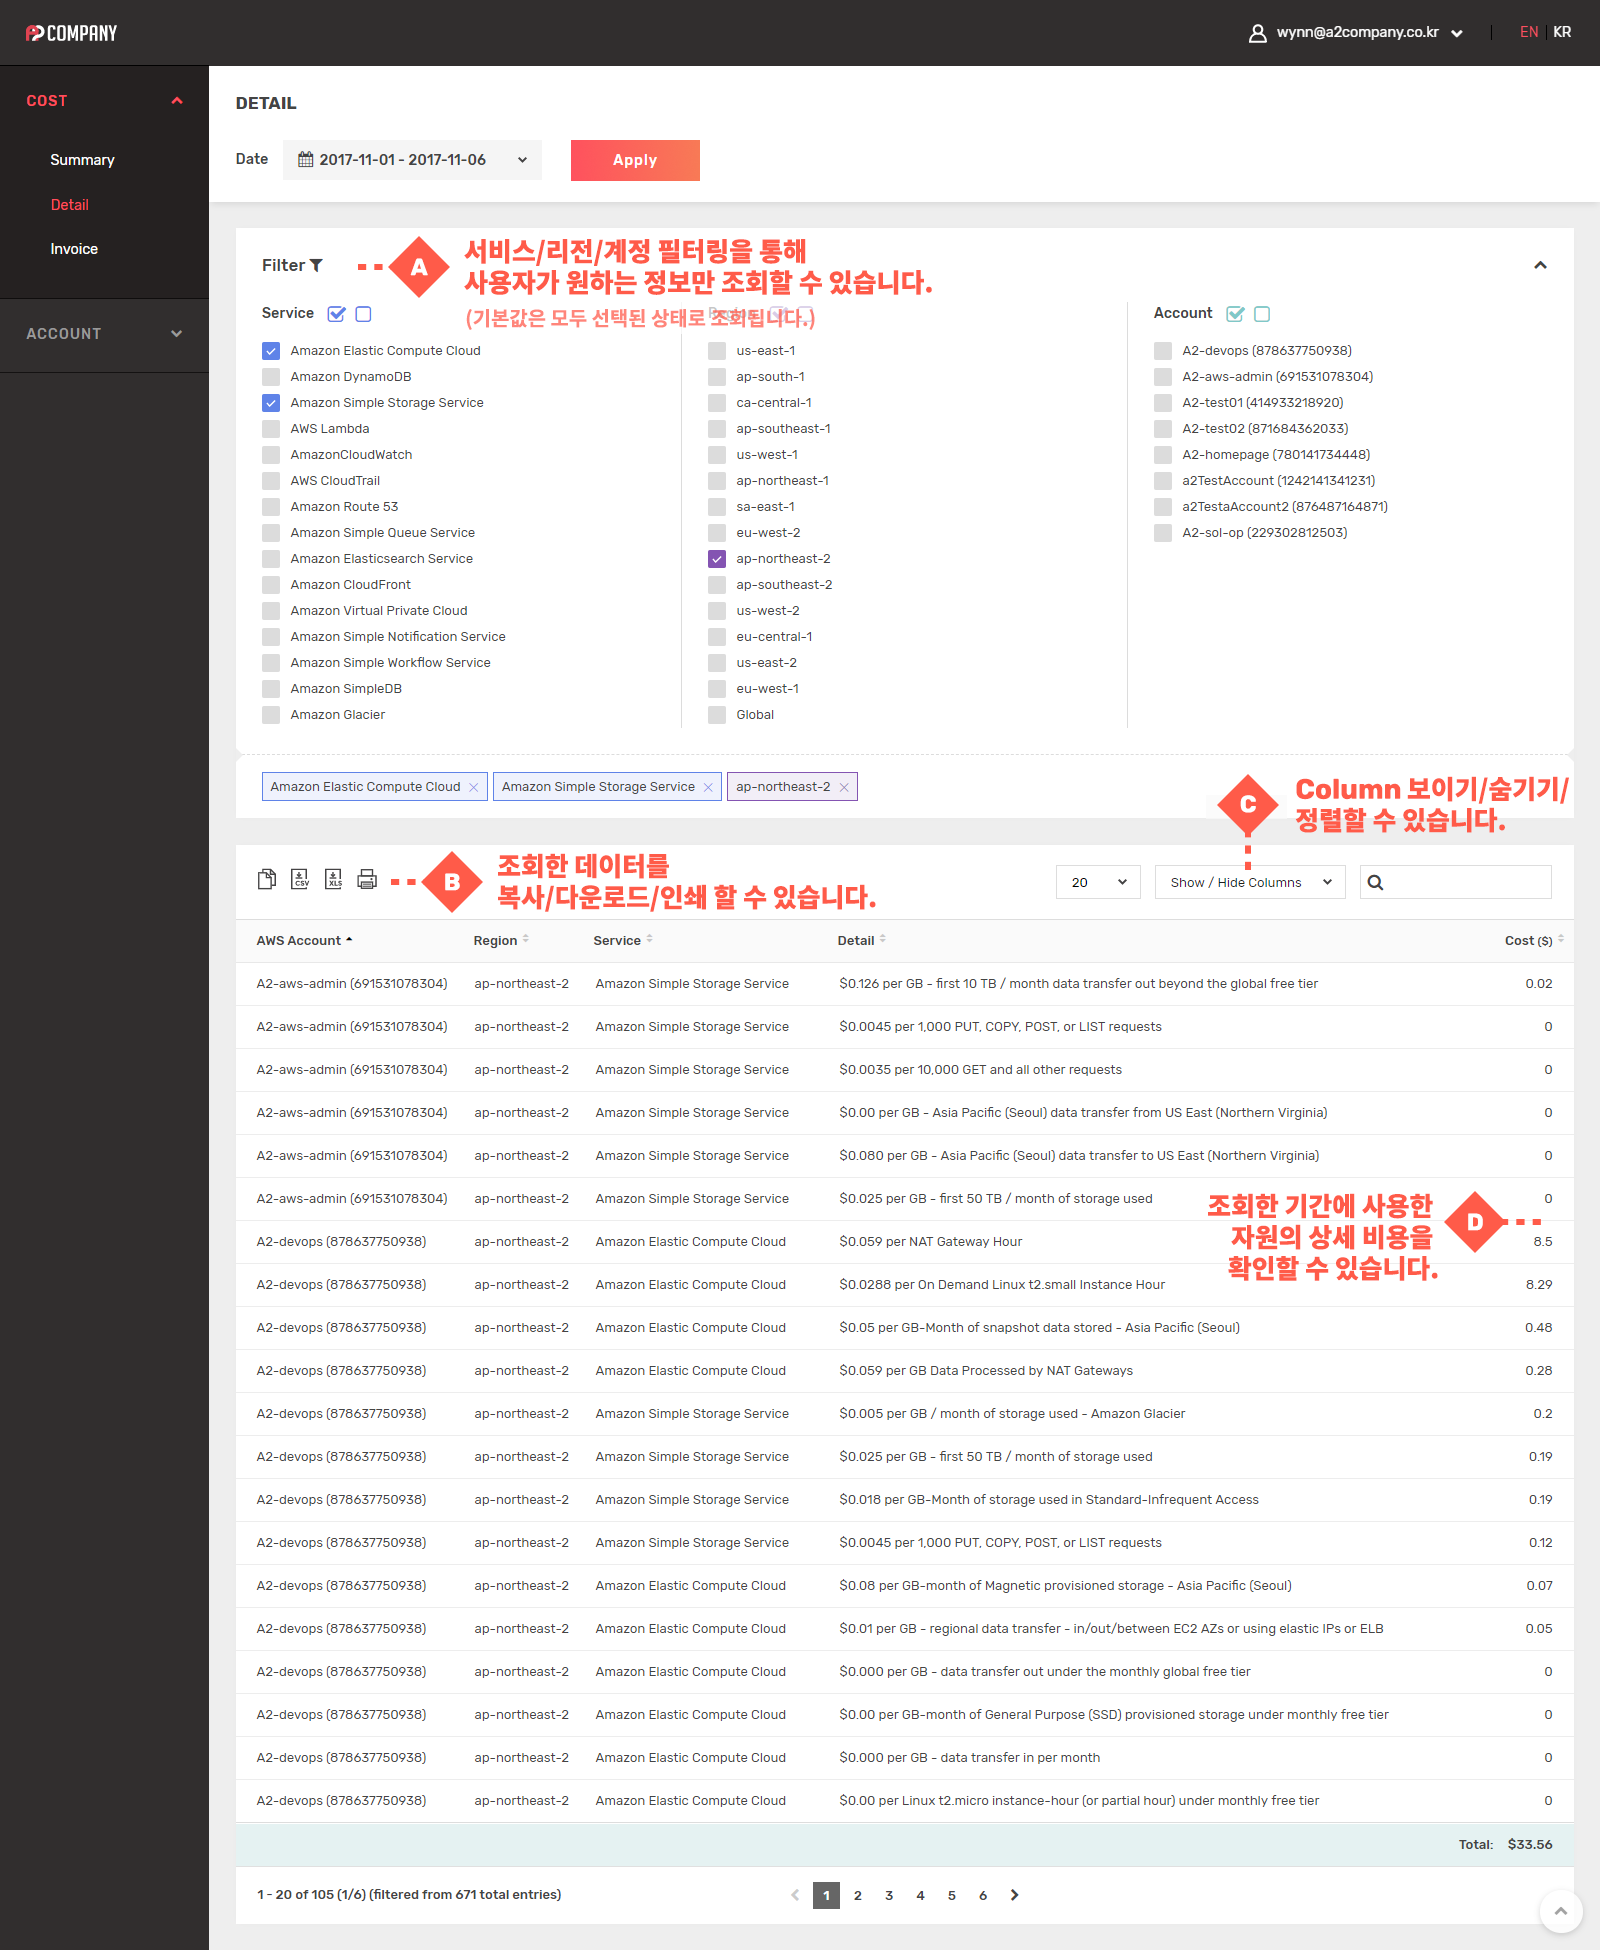 A2 COMPANY
wynn@a2company.co.kr
EN | KR
COST
Summary
Detail
Invoice
ACCOUNT
DETAIL
Date
2017-11-01 - 2017-11-06
Apply
Filter
A
서비스/리전/계정 필터링을 통해
사용자가 원하는 정보만 조회할 수 있습니다.
(기본값은 모두 선택된 상태로 조회됩니다.)
Service
Amazon Elastic Compute Cloud
Amazon DynamoDB
Amazon Simple Storage Service
AWS Lambda
AmazonCloudWatch
AWS CloudTrail
Amazon Route 53
Amazon Simple Queue Service
Amazon Elasticsearch Service
Amazon CloudFront
Amazon Virtual Private Cloud
Amazon Simple Notification Service
Amazon Simple Workflow Service
Amazon SimpleDB
Amazon Glacier
us-east-1
ap-south-1
ca-central-1
ap-southeast-1
us-west-1
ap-northeast-1
sa-east-1
eu-west-2
ap-northeast-2
ap-southeast-2
us-west-2
eu-central-1
us-east-2
eu-west-1
Global
Account
A2-devops (878637750938)
A2-aws-admin (691531078304)
A2-test01 (414933218920)
A2-test02 (871684362033)
A2-homepage (780141734448)
a2TestAccount (1242141341231)
a2TestaAccount2 (876487164871)
A2-sol-op (229302812503)
Amazon Elastic Compute Cloud × Amazon Simple Storage Service × ap-northeast-2 ×
C
Column 보이기/숨기기/
정렬할 수 있습니다.
CSV
XLS
B
조회한 데이터를
복사/다운로드/인쇄 할 수 있습니다.
20
Show / Hide Columns
AWS Account Region Service Detail Cost ($)
A2-aws-admin (691531078304) ap-northeast-2 Amazon Simple Storage Service $0.126 per GB - first 10 TB / month data transfer out beyond the global free tier 0.02
A2-aws-admin (691531078304) ap-northeast-2 Amazon Simple Storage Service $0.0045 per 1,000 PUT, COPY, POST, or LIST requests 0
A2-aws-admin (691531078304) ap-northeast-2 Amazon Simple Storage Service $0.0035 per 10,000 GET and all other requests 0
A2-aws-admin (691531078304) ap-northeast-2 Amazon Simple Storage Service $0.00 per GB - Asia Pacific (Seoul) data transfer from US East (Northern Virginia) 0
A2-aws-admin (691531078304) ap-northeast-2 Amazon Simple Storage Service $0.080 per GB - Asia Pacific (Seoul) data transfer to US East (Northern Virginia) 0
A2-aws-admin (691531078304) ap-northeast-2 Amazon Simple Storage Service $0.025 per GB - first 50 TB / month of storage used 0
조회한 기간에 사용한
자원의 상세 비용을
확인할 수 있습니다.
D
A2-devops (878637750938) ap-northeast-2 Amazon Elastic Compute Cloud $0.059 per NAT Gateway Hour 8.5
A2-devops (878637750938) ap-northeast-2 Amazon Elastic Compute Cloud $0.0288 per On Demand Linux t2.small Instance Hour 8.29
A2-devops (878637750938) ap-northeast-2 Amazon Elastic Compute Cloud $0.05 per GB-Month of snapshot data stored - Asia Pacific (Seoul) 0.48
A2-devops (878637750938) ap-northeast-2 Amazon Elastic Compute Cloud $0.059 per GB Data Processed by NAT Gateways 0.28
A2-devops (878637750938) ap-northeast-2 Amazon Simple Storage Service $0.005 per GB / month of storage used - Amazon Glacier 0.2
A2-devops (878637750938) ap-northeast-2 Amazon Simple Storage Service $0.025 per GB - first 50 TB / month of storage used 0.19
A2-devops (878637750938) ap-northeast-2 Amazon Simple Storage Service $0.018 per GB-Month of storage used in Standard-Infrequent Access 0.19
A2-devops (878637750938) ap-northeast-2 Amazon Simple Storage Service $0.0045 per 1,000 PUT, COPY, POST, or LIST requests 0.12
A2-devops (878637750938) ap-northeast-2 Amazon Elastic Compute Cloud $0.08 per GB-month of Magnetic provisioned storage - Asia Pacific (Seoul) 0.07
A2-devops (878637750938) ap-northeast-2 Amazon Elastic Compute Cloud $0.01 per GB - regional data transfer - in/out/between EC2 AZs or using elastic IPs or ELB 0.05
A2-devops (878637750938) ap-northeast-2 Amazon Elastic Compute Cloud $0.000 per GB - data transfer out under the monthly global free tier 0
A2-devops (878637750938) ap-northeast-2 Amazon Elastic Compute Cloud $0.00 per GB-month of General Purpose (SSD) provisioned storage under monthly free tier 0
A2-devops (878637750938) ap-northeast-2 Amazon Elastic Compute Cloud $0.000 per GB - data transfer in per month 0
A2-devops (878637750938) ap-northeast-2 Amazon Elastic Compute Cloud $0.00 per Linux t2.micro instance-hour (or partial hour) under monthly free tier 0
Total: $33.56
1 - 20 of 105 (1/6) (filtered from 671 total entries)
1 2 3 4 5 6